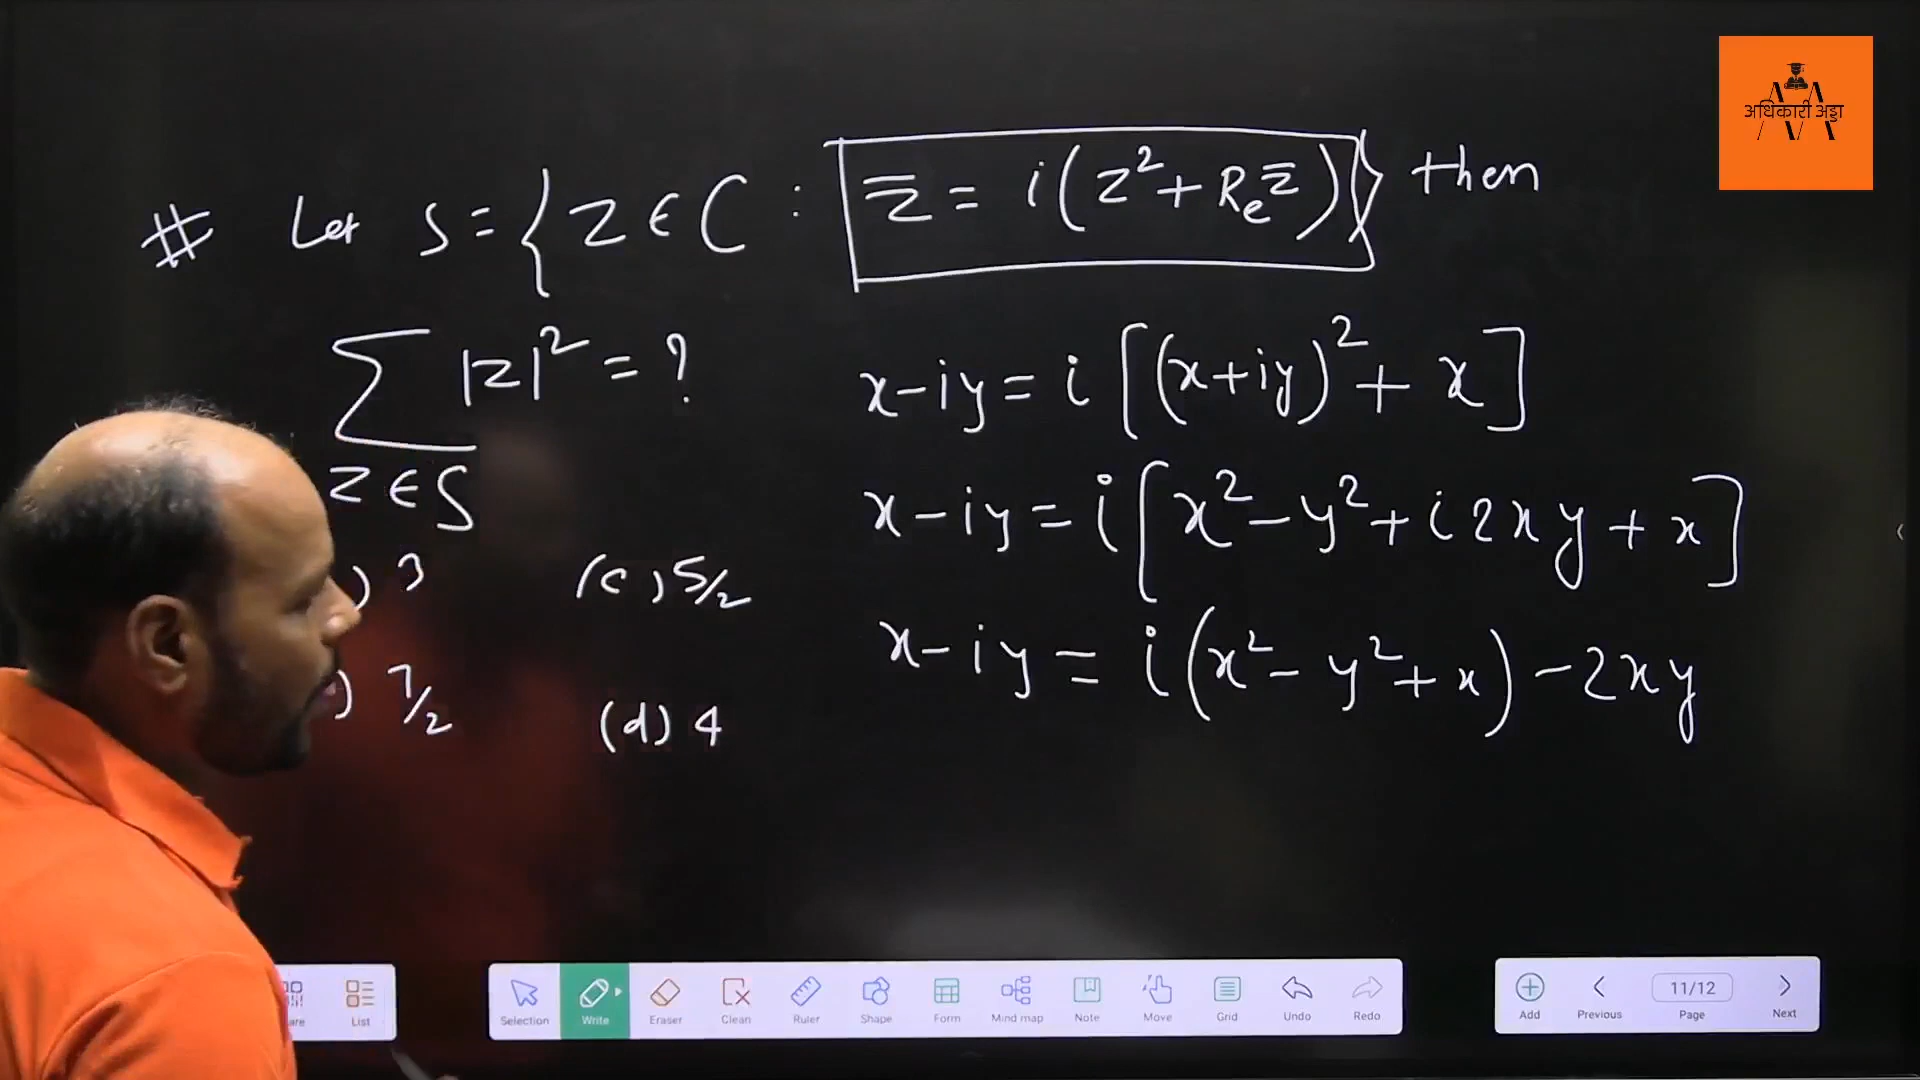 अधिकारी अड्डा
# Let S = { z ∈ C : z̄ = i(z² + Re z̄) } then
∑ |z|² = ?
z ∈ S
) 3
(c) 5/2
) 7/2
(d) 4
x - iy = i [(x+iy)² + x]
x - iy = i [x² - y² + i2xy + x]
x - iy = i (x² - y² + x) - 2xy
List
Selection Write Eraser Clean Ruler Shape Form Mind map Note Move Grid Undo Redo
11/12
Add Previous Page Next